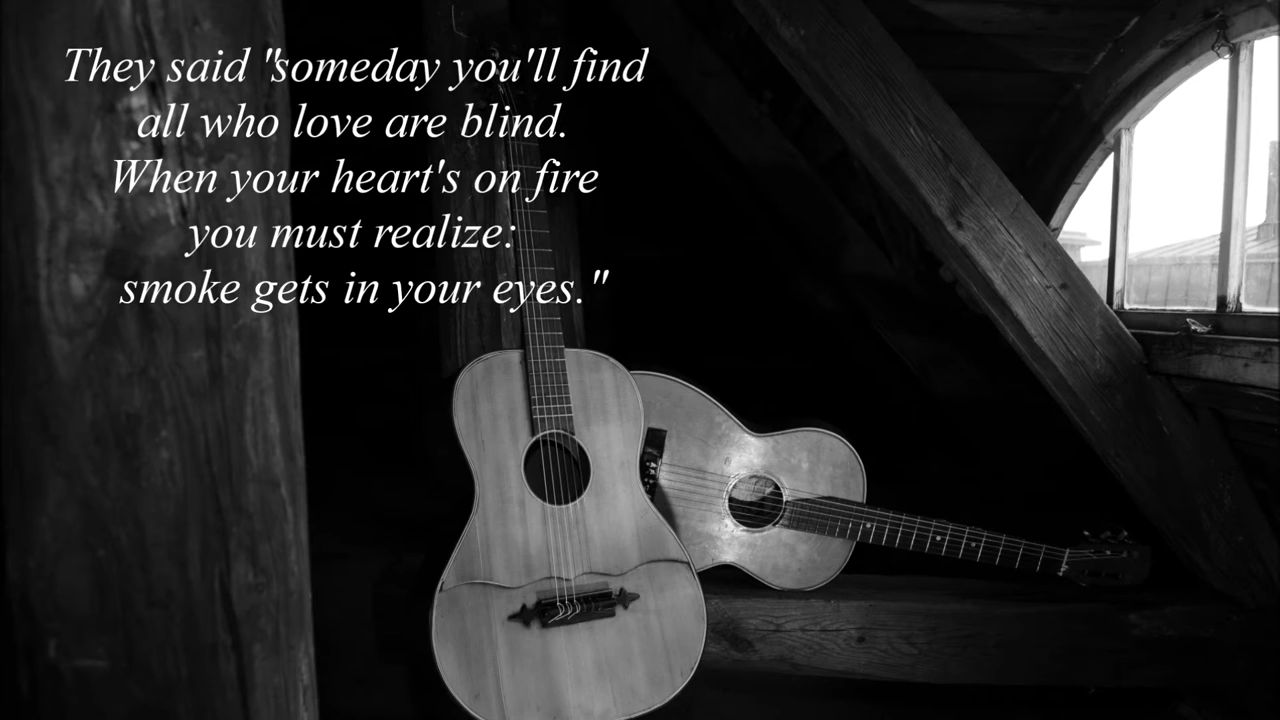 They said "someday you'll find
all who love are blind.
When your heart's on fire
you must realize:
smoke gets in your eyes."